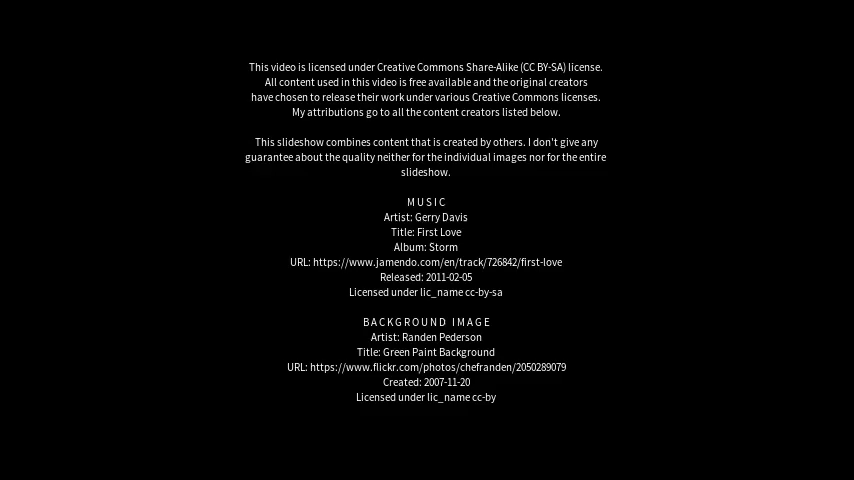 This video is licensed under Creative Commons Share-Alike (CC BY-SA) license.
All content used in this video is free available and the original creators
have chosen to release their work under various Creative Commons licenses.
My attributions go to all the content creators listed below.
This slideshow combines content that is created by others. I don't give any
guarantee about the quality neither for the individual images nor for the entire
slideshow.
MUSIC
Artist: Gerry Davis
Title: First Love
Album: Storm
URL: https://www.jamendo.com/en/track/726842/first-love
Released: 2011-02-05
Licensed under lic_name cc-by-sa
BACKGROUND IMAGE
Artist: Randen Pederson
Title: Green Paint Background
URL: https://www.flickr.com/photos/chefranden/2050289079
Created: 2007-11-20
Licensed under lic_name cc-by